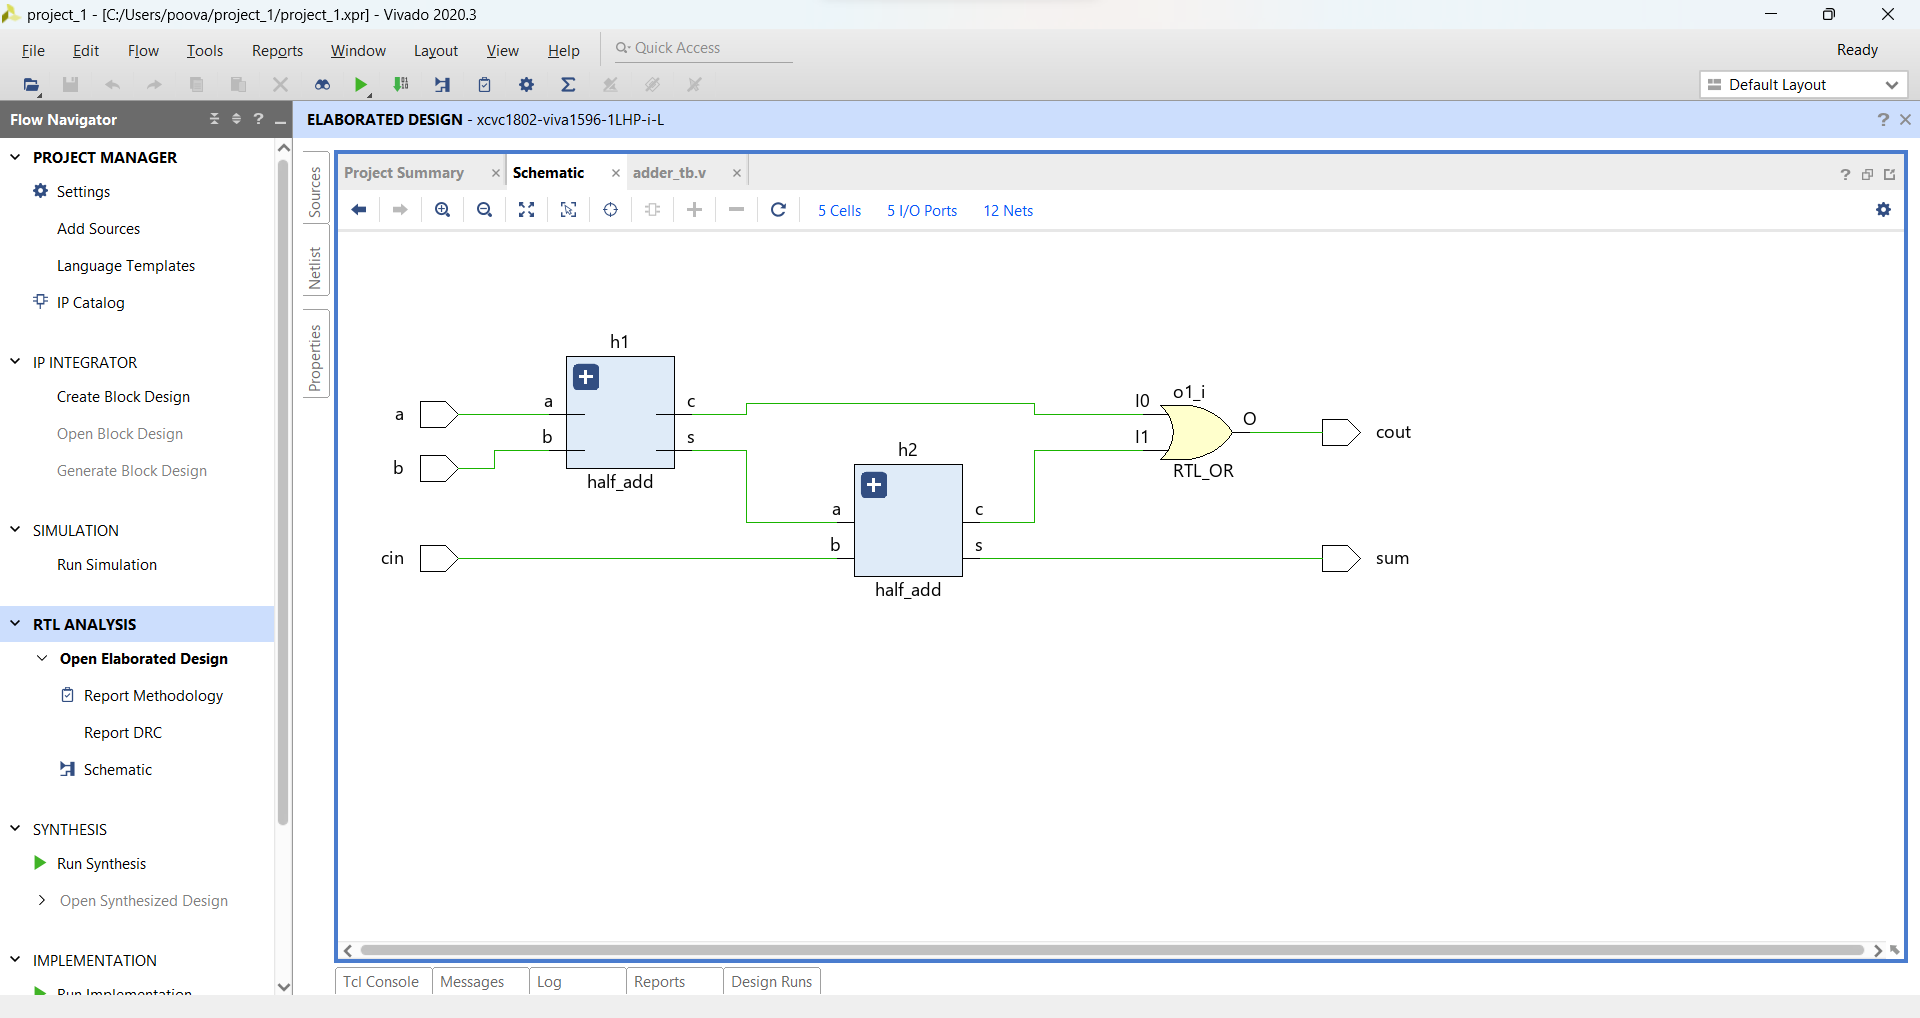 project_1 - [C:/Users/poova/project_1/project_1.xpr] - Vivado 2020.3
File Edit Flow Tools Reports Window Layout View Help Quick Access
Ready
Default Layout
Flow Navigator
ELABORATED DESIGN - xcvc1802-viva1596-1LHP-i-L
PROJECT MANAGER
Settings
Add Sources
Language Templates
IP Catalog
IP INTEGRATOR
Create Block Design
Open Block Design
Generate Block Design
SIMULATION
Run Simulation
RTL ANALYSIS
Open Elaborated Design
Report Methodology
Report DRC
Schematic
SYNTHESIS
Run Synthesis
Open Synthesized Design
IMPLEMENTATION
Run Implementation
Sources
Netlist
Properties
Project Summary Schematic adder_tb.v
5 Cells 5 I/O Ports 12 Nets
h1
a
b
c
s
half_add
a
b
cin
h2
a
b
c
s
half_add
o1_i
I0
I1
O
RTL_OR
cout
sum
Tcl Console Messages Log Reports Design Runs